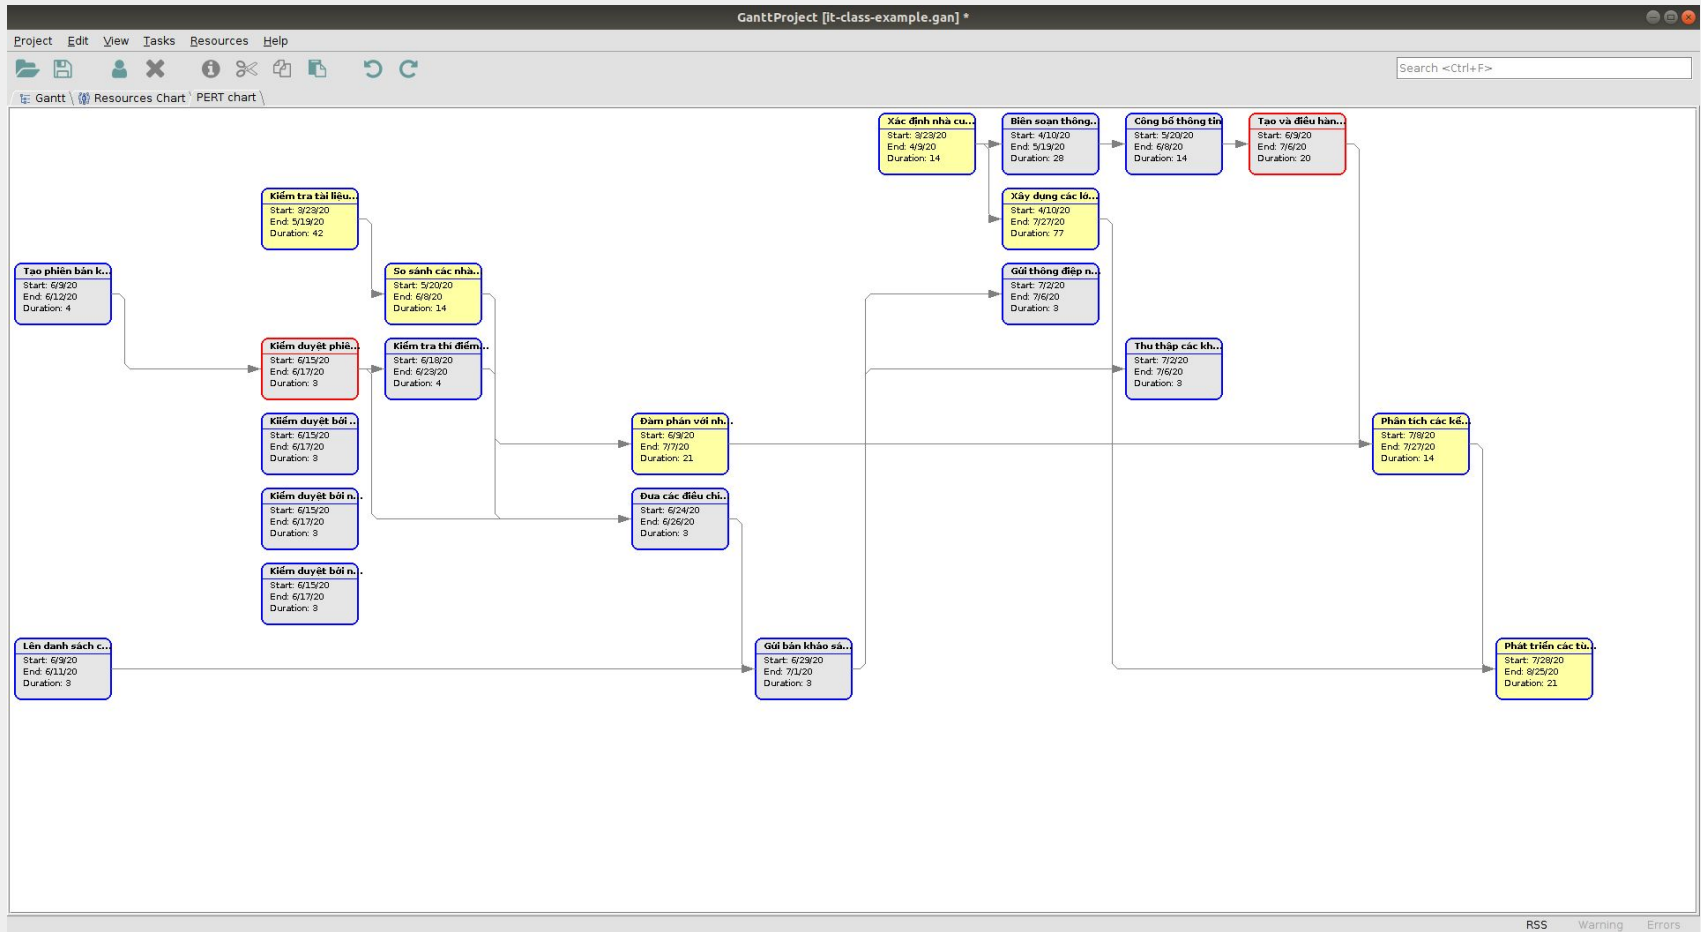 GanttProject [it-class-example.gan] *
Project Edit View Tasks Resources Help
Search <Ctrl+F>
Gantt Resources Chart PERT chart
Xác định nhà cu...
Start: 3/23/20
End: 4/9/20
Duration: 14
Biên soạn thông...
Start: 4/10/20
End: 5/19/20
Duration: 28
Công bố thông tin
Start: 5/20/20
End: 6/8/20
Duration: 14
Tạo và điều hàn...
Start: 6/9/20
End: 7/6/20
Duration: 20
Kiểm tra tài liệu...
Start: 3/23/20
End: 5/19/20
Duration: 42
Xây dựng các lớ...
Start: 4/10/20
End: 7/27/20
Duration: 77
Tạo phiên bản k...
Start: 6/9/20
End: 6/12/20
Duration: 4
So sánh các nhà...
Start: 5/20/20
End: 6/8/20
Duration: 14
Gửi thông điệp n...
Start: 7/2/20
End: 7/6/20
Duration: 3
Kiểm duyệt phiê...
Start: 6/15/20
End: 6/17/20
Duration: 3
Kiểm tra thí điểm...
Start: 6/18/20
End: 6/23/20
Duration: 4
Thu thập các kh...
Start: 7/2/20
End: 7/6/20
Duration: 3
Kiiểm duyệt bởi ...
Start: 6/15/20
End: 6/17/20
Duration: 3
Đàm phán với nh...
Start: 6/9/20
End: 7/7/20
Duration: 21
Phân tích các kế...
Start: 7/8/20
End: 7/27/20
Duration: 14
Kiểm duyệt bởi n...
Start: 6/15/20
End: 6/17/20
Duration: 3
Đưa các điều chỉ...
Start: 6/24/20
End: 6/26/20
Duration: 3
Kiểm duyệt bởi n...
Start: 6/15/20
End: 6/17/20
Duration: 3
Lên danh sách c...
Start: 6/9/20
End: 6/11/20
Duration: 3
Gửi bản khảo sá...
Start: 6/29/20
End: 7/1/20
Duration: 3
Phát triển các tù...
Start: 7/28/20
End: 8/25/20
Duration: 21
RSS Warning Errors